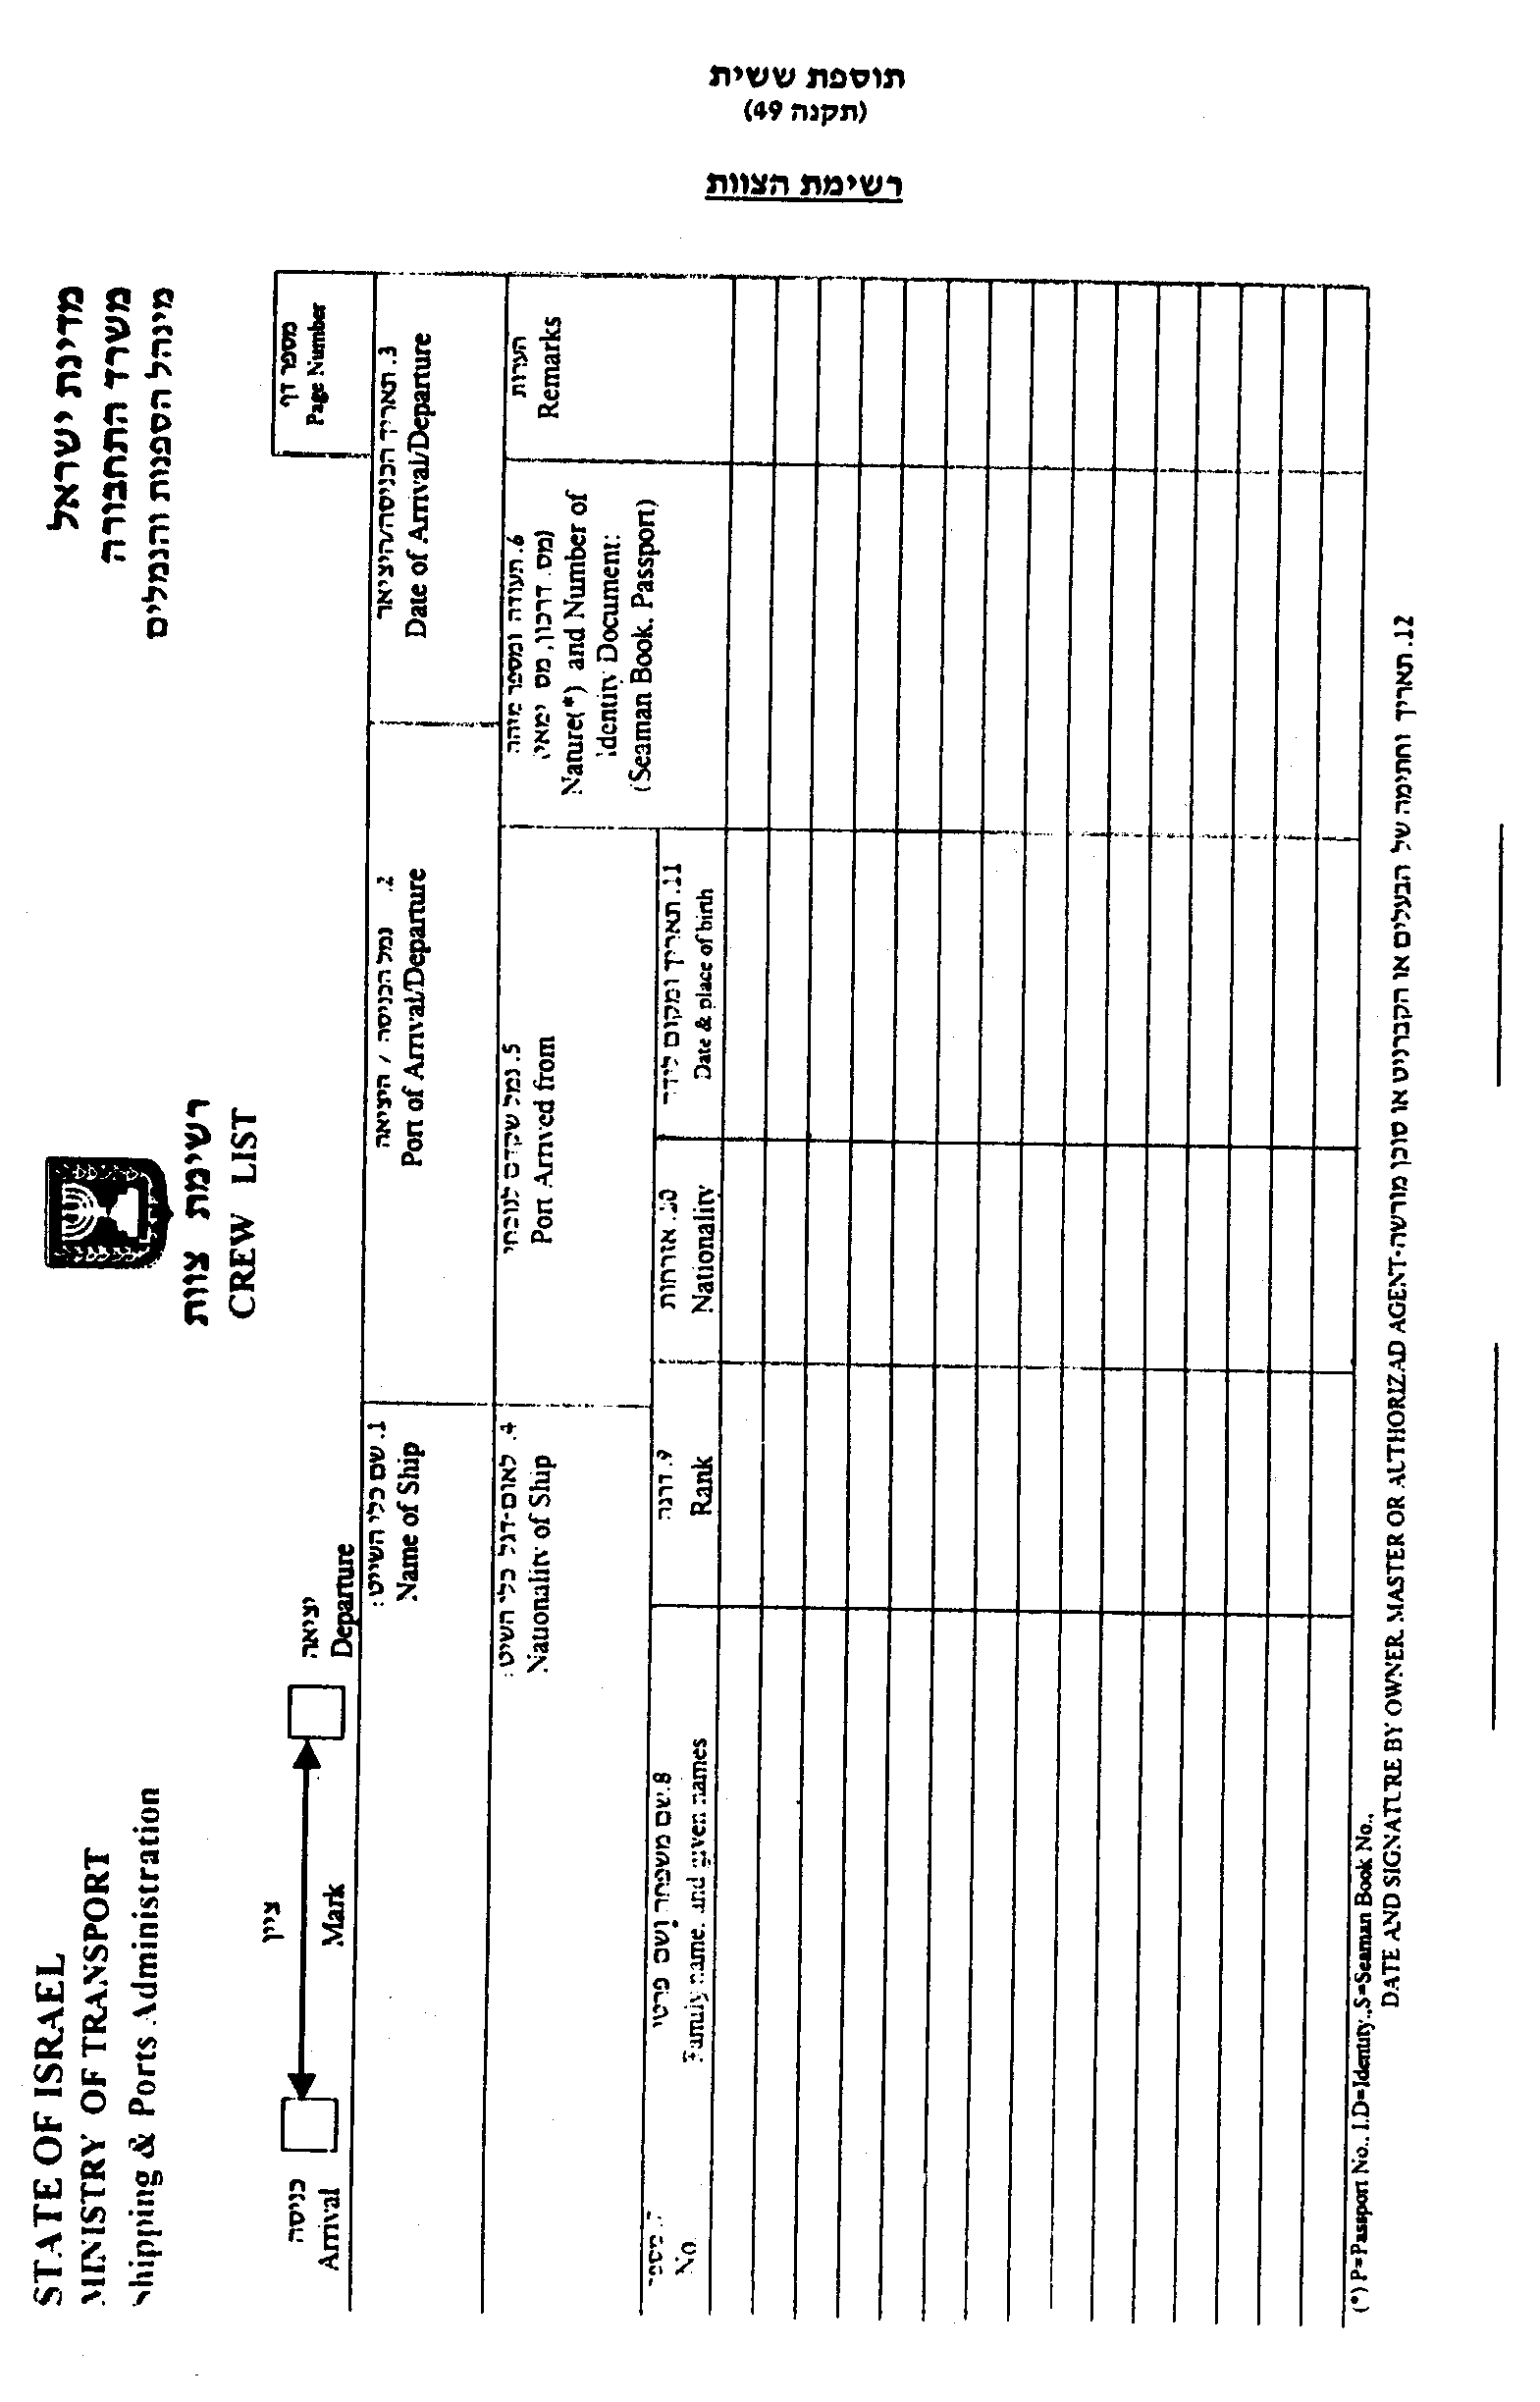 תוספת ששית
(תקנה 49)
רשימת הצוות
STATE OF ISRAEL
MINISTRY OF TRANSPORT
Shipping & Ports Administration
מדינת ישראל
משרד התחבורה
מינהל הספנות והנמלים
רשימת צוות
CREW LIST
כניסה
Arrival
ציין
Mark
יציאה
Departure
מספר דף
Page Number
1. שם כלי השייט:
Name of Ship
2. נמל הכניסה / היציאה
Port of Arrival/Departure
3. תאריך הכניסה/היציאה
Date of Arrival/Departure
4. לאום-דגל כלי השיט:
Nationality of Ship
5. נמל שקדם לנוכחי
Port Arrived from
6. תעודה ומספר מזהה
(מס. דרכון, מס ימאי)
Nature(*) and Number of
Identity Document:
(Seaman Book, Passport)
הערות
Remarks
7. מספר
No.
8. שם משפחה ושם פרטי
Family name, and given names
9. דרגה
Rank
10. אזרחות
Nationality
11. תאריך ומקום לידה
Date & place of birth
(*) P=Passport No., I.D=Identity.,S=Seaman Book No.,
12. תאריך וחתימה של הבעלים או הקברניט או סוכן מורשה-DATE AND SIGNATURE BY OWNER MASTER OR AUTHORIZAD AGENT